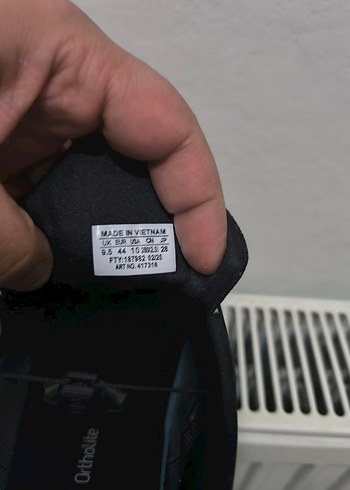 MADE IN VIETNAM
UK EUR USA CN JP
9.5 44 10 280(2.5) 28
FTY:187982 02/25
ART NO. 417316
Ortholite